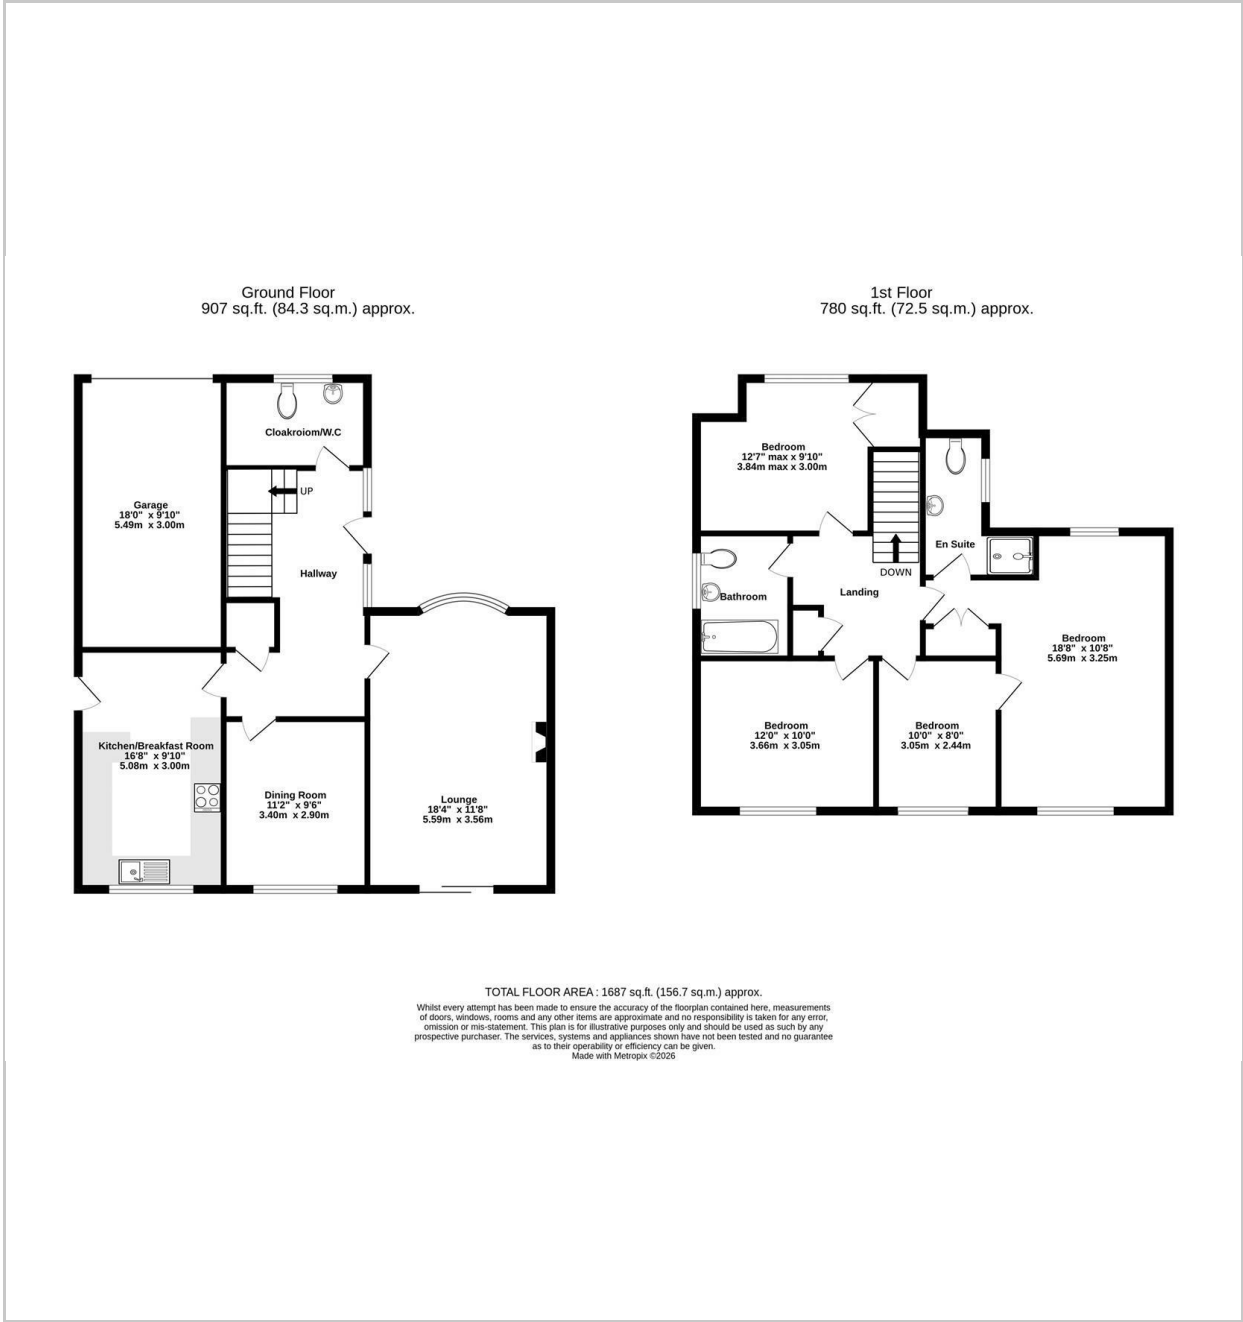 Ground Floor
907 sq.ft. (84.3 sq.m.) approx.
Cloakroiom/W.C
Garage
18'0" x 9'10"
5.49m x 3.00m
UP
Hallway
Kitchen/Breakfast Room
16'8" x 9'10"
5.08m x 3.00m
Dining Room
11'2" x 9'6"
3.40m x 2.90m
Lounge
18'4" x 11'8"
5.59m x 3.56m
1st Floor
780 sq.ft. (72.5 sq.m.) approx.
Bedroom
12'7" max x 9'10"
3.84m max x 3.00m
En Suite
DOWN
Bathroom
Landing
Bedroom
18'8" x 10'8"
5.69m x 3.25m
Bedroom
12'0" x 10'0"
3.66m x 3.05m
Bedroom
10'0" x 8'0"
3.05m x 2.44m
TOTAL FLOOR AREA : 1687 sq.ft. (156.7 sq.m.) approx.
Whilst every attempt has been made to ensure the accuracy of the floorplan contained here, measurements
of doors, windows, rooms and any other items are approximate and no responsibility is taken for any error,
omission or mis-statement. This plan is for illustrative purposes only and should be used as such by any
prospective purchaser. The services, systems and appliances shown have not been tested and no guarantee
as to their operability or efficiency can be given.
Made with Metropix ©2026